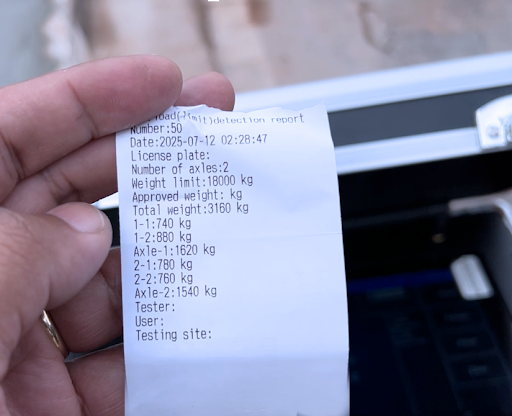 detection report
Number:50
Date:2025-07-12 02:28:47
License plate:
Number of axles:2
Weight limit:18000 kg
Approved weight: kg
Total weight:3160 kg
1-1:740 kg
1-2:880 kg
Axle-1:1620 kg
2-1:780 kg
2-2:760 kg
Axle-2:1540 kg
Tester:
User:
Testing site: